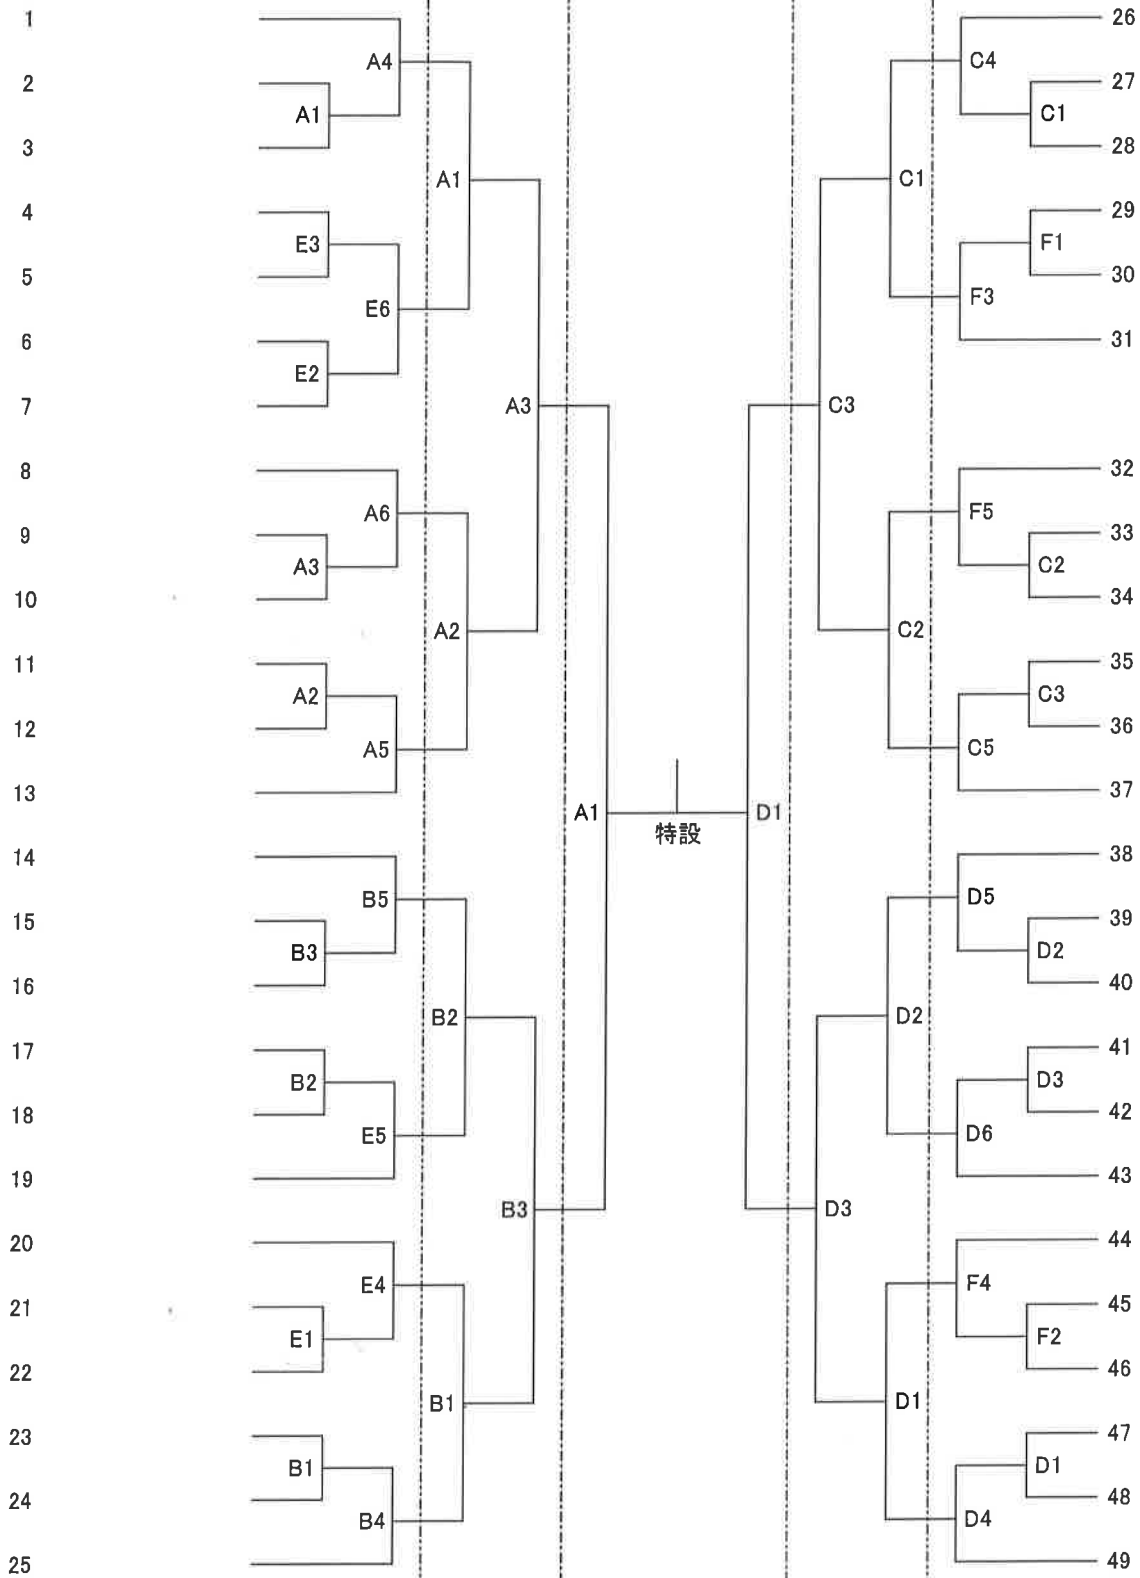 1
26
A4
C4
2
27
A1
C1
3
28
A1
C1
4
29
E3
F1
5
30
E6
F3
6
31
E2
7
A3
C3
8
32
A6
F5
9
33
A3
C2
10
34
A2
C2
11
35
A2
C3
12
36
A5
C5
13
37
A1
D1
特設
14
38
B5
D5
15
39
B3
D2
16
40
B2
D2
17
41
B2
D3
18
42
E5
D6
19
43
B3
D3
20
44
E4
F4
21
45
E1
F2
22
46
B1
D1
23
47
B1
D1
24
48
B4
D4
25
49